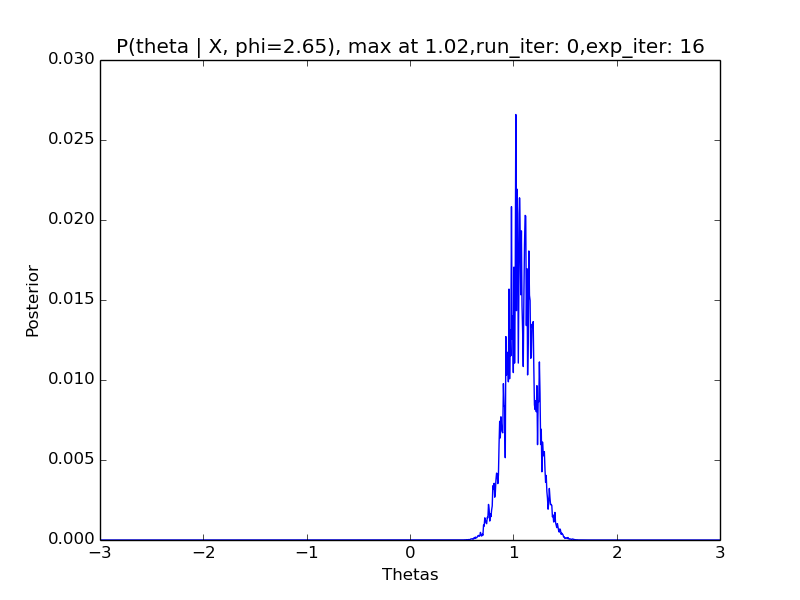 P(theta | X, phi=2.65), max at 1.02,run_iter: 0,exp_iter: 16
0.030
0.025
0.020
0.015
0.010
0.005
0.000
Posterior
−3 −2 −1 0 1 2 3
Thetas